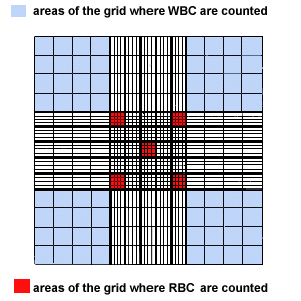 areas of the grid where WBC are counted
areas of the grid where RBC are counted